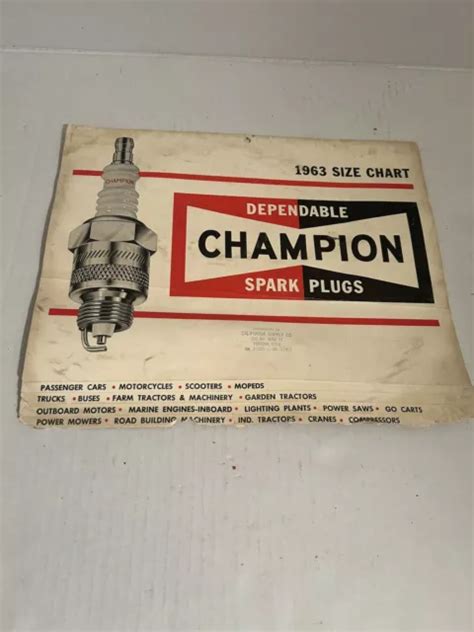 1963 SIZE CHART
CHAMPION
DEPENDABLE
CHAMPION
SPARK PLUGS
CALIFORNIA
PASSENGER CARS • MOTORCYCLES • SCOOTERS • MOPEDS
TRUCKS • BUSES • FARM TRACTORS & MACHINERY • GARDEN TRACTORS
OUTBOARD MOTORS • MARINE ENGINES-INBOARD • LIGHTING PLANTS • POWER SAWS • GO CARTS
POWER MOWERS • ROAD BUILDING MACHINERY • IND. TRACTORS • CRANES • COMPRESSORS